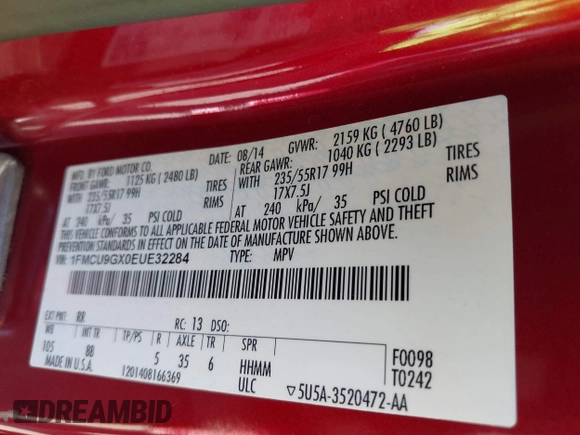 MFD. BY FORD MOTOR CO.
DATE: 08/14
GVWR: 2159 KG ( 4760 LB)
FRONT GAWR: 1125 KG ( 2480 LB)
REAR GAWR: 1040 KG ( 2293 LB)
WITH 235/55R17 99H TIRES
WITH 235/55R17 99H TIRES
17X7.5J RIMS
17X7.5J RIMS
AT 240 kPa/ 35 PSI COLD
AT 240 kPa/ 35 PSI COLD
THIS VEHICLE CONFORMS TO ALL APPLICABLE FEDERAL MOTOR VEHICLE SAFETY AND THEFT
PREVENTION STANDARDS IN EFFECT ON THE DATE OF MANUFACTURE SHOWN ABOVE.
VIN: 1FMCU9GX0EUE32284
TYPE: MPV
EXT PNT: RR RC: 13 DSO:
WB INT TR TP/PS R AXLE TR SPR
105 BB 5 35 6 HHMM
F0098
T0242
MADE IN U.S.A.
1201408166369
ULC
5U5A-3520472-AA
DREAMBID